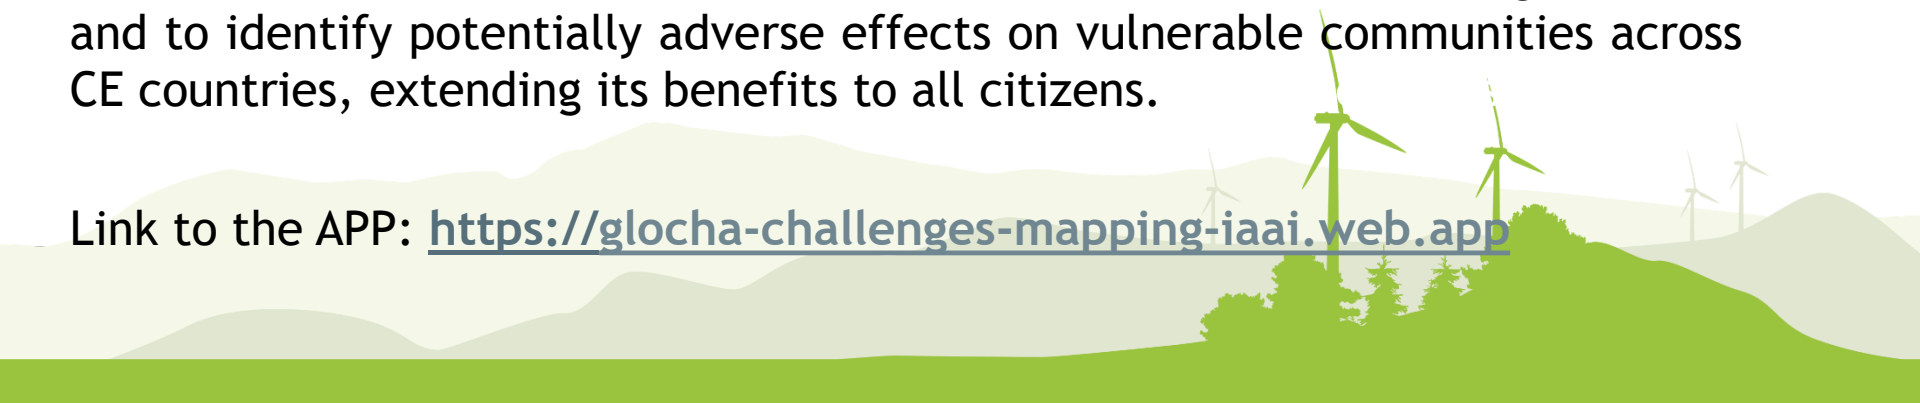 and to identify potentially adverse effects on vulnerable communities across
CE countries, extending its benefits to all citizens.
Link to the APP: https://glocha-challenges-mapping-iaai.web.app